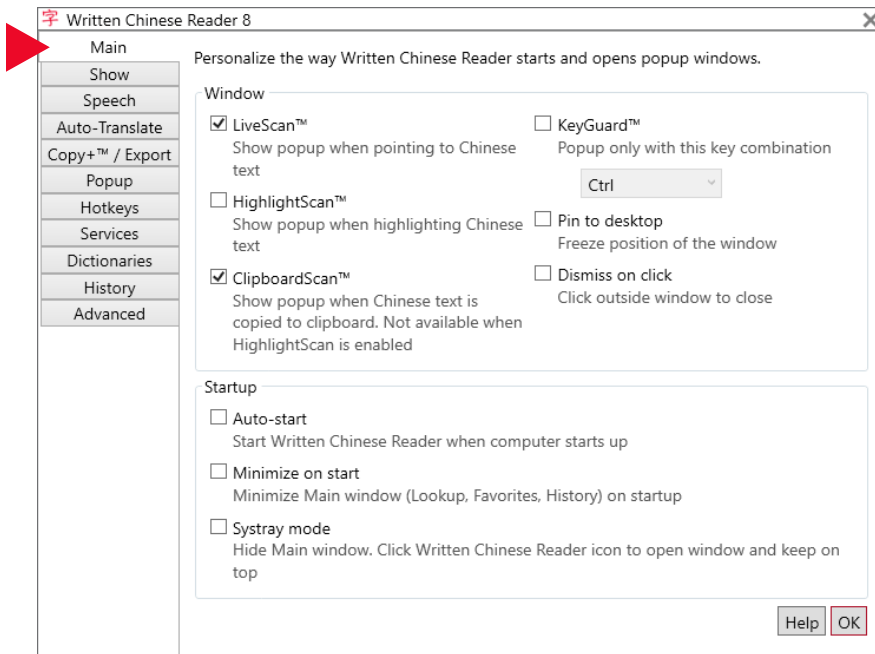 字 Written Chinese Reader 8
Main
Show
Speech
Auto-Translate
Copy+™ / Export
Popup
Hotkeys
Services
Dictionaries
History
Advanced
Personalize the way Written Chinese Reader starts and opens popup windows.
Window
LiveScan™
Show popup when pointing to Chinese
text
HighlightScan™
Show popup when highlighting Chinese
text
ClipboardScan™
Show popup when Chinese text is
copied to clipboard. Not available when
HighlightScan is enabled
KeyGuard™
Popup only with this key combination
Ctrl
Pin to desktop
Freeze position of the window
Dismiss on click
Click outside window to close
Startup
Auto-start
Start Written Chinese Reader when computer starts up
Minimize on start
Minimize Main window (Lookup, Favorites, History) on startup
Systray mode
Hide Main window. Click Written Chinese Reader icon to open window and keep on
top
Help
OK